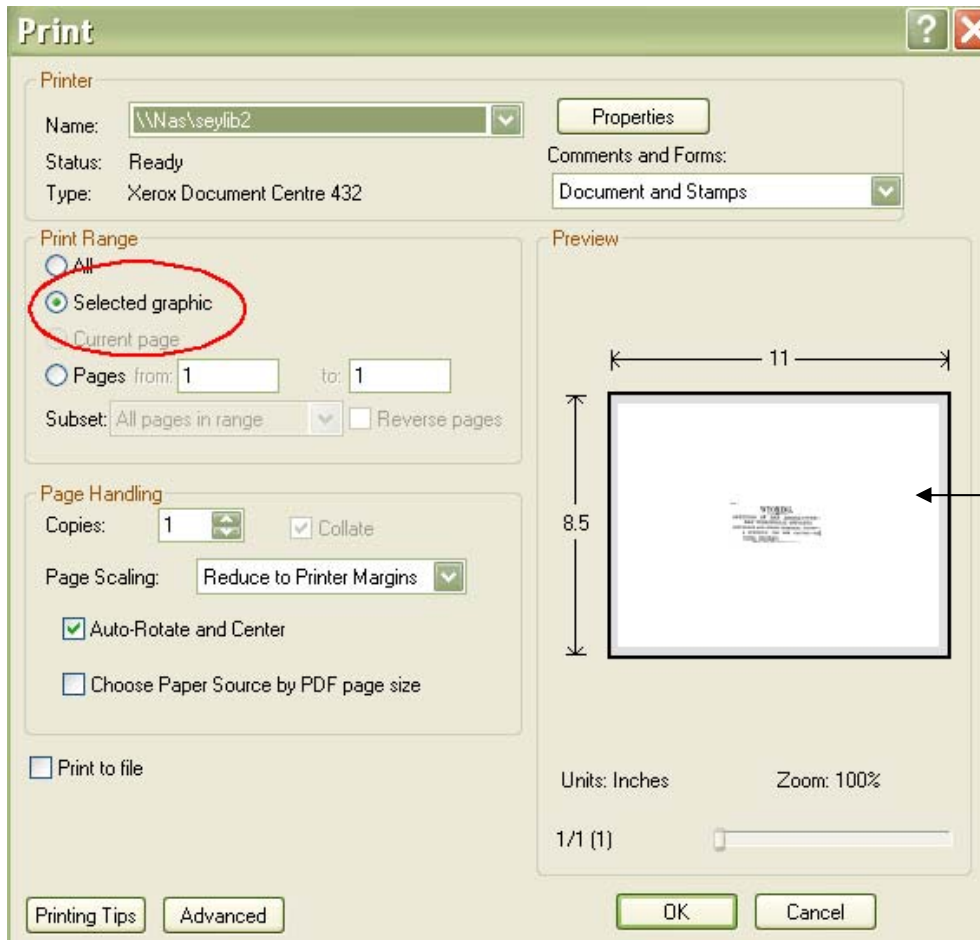 Print
?
Printer
Name: \\Nas\seylib2
Properties
Status: Ready
Comments and Forms:
Type: Xerox Document Centre 432
Document and Stamps
Print Range
All
Selected graphic
Current page
Pages from: 1 to: 1
Subset: All pages in range Reverse pages
Preview
11
8.5
WYOMING.
Page Handling
Copies: 1 Collate
Page Scaling: Reduce to Printer Margins
Auto-Rotate and Center
Choose Paper Source by PDF page size
Print to file
Units: Inches Zoom: 100%
1/1 (1)
Printing Tips Advanced OK Cancel